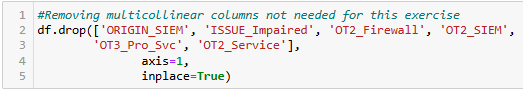 1 #Removing multicollinear columns not needed for this exercise
2 df.drop(['ORIGIN_SIEM', 'ISSUE_Impaired', 'OT2_Firewall', 'OT2_SIEM',
3 'OT3_Pro_Svc', 'OT2_Service'],
4 axis=1,
5 inplace=True)